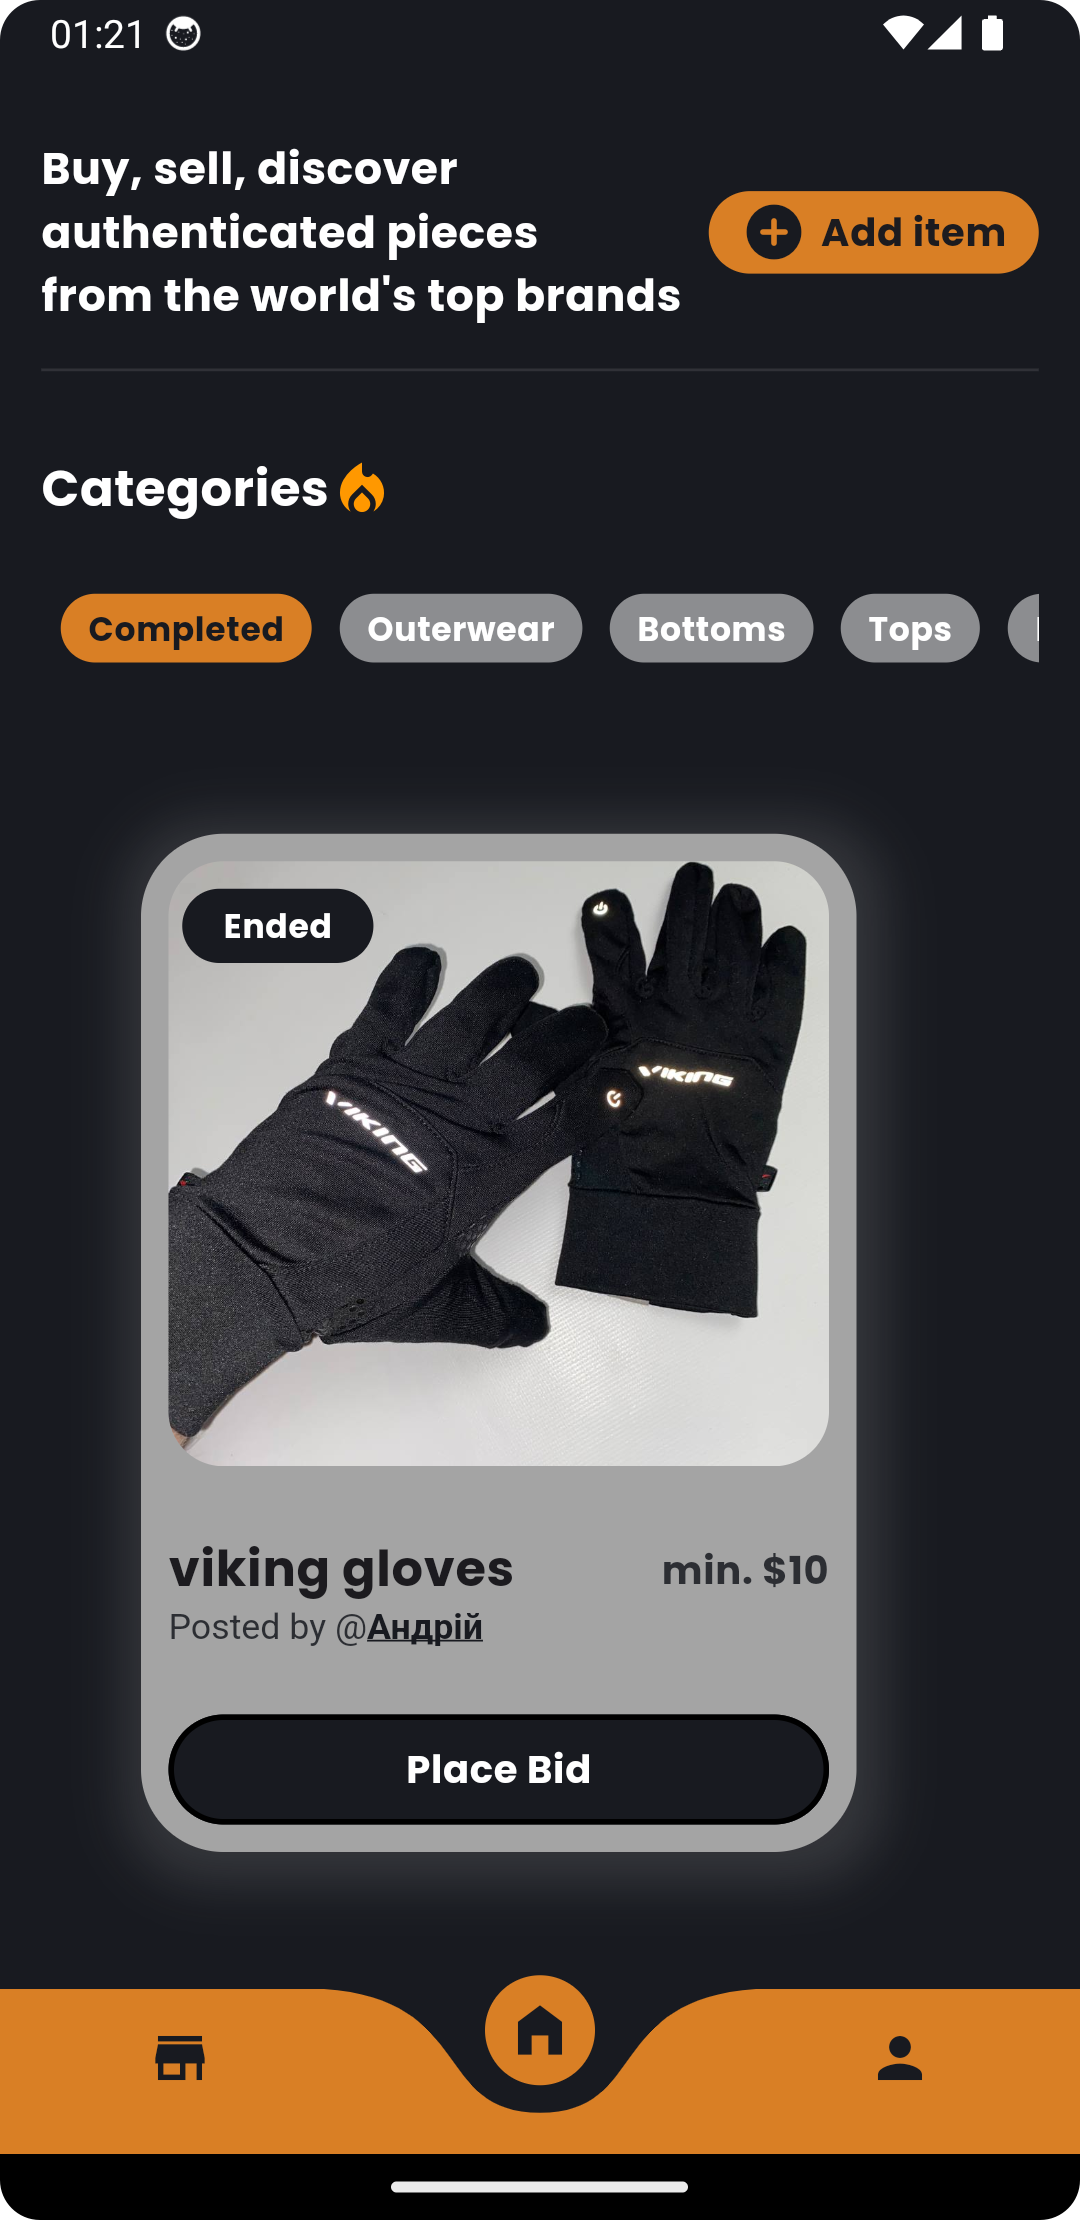 01:21
Buy, sell, discover
authenticated pieces
from the world's top brands
Add item
Categories
Completed
Outerwear
Bottoms
Tops
Ended
VIKING
VIKING
viking gloves
min. $10
Posted by @Андрій
Place Bid